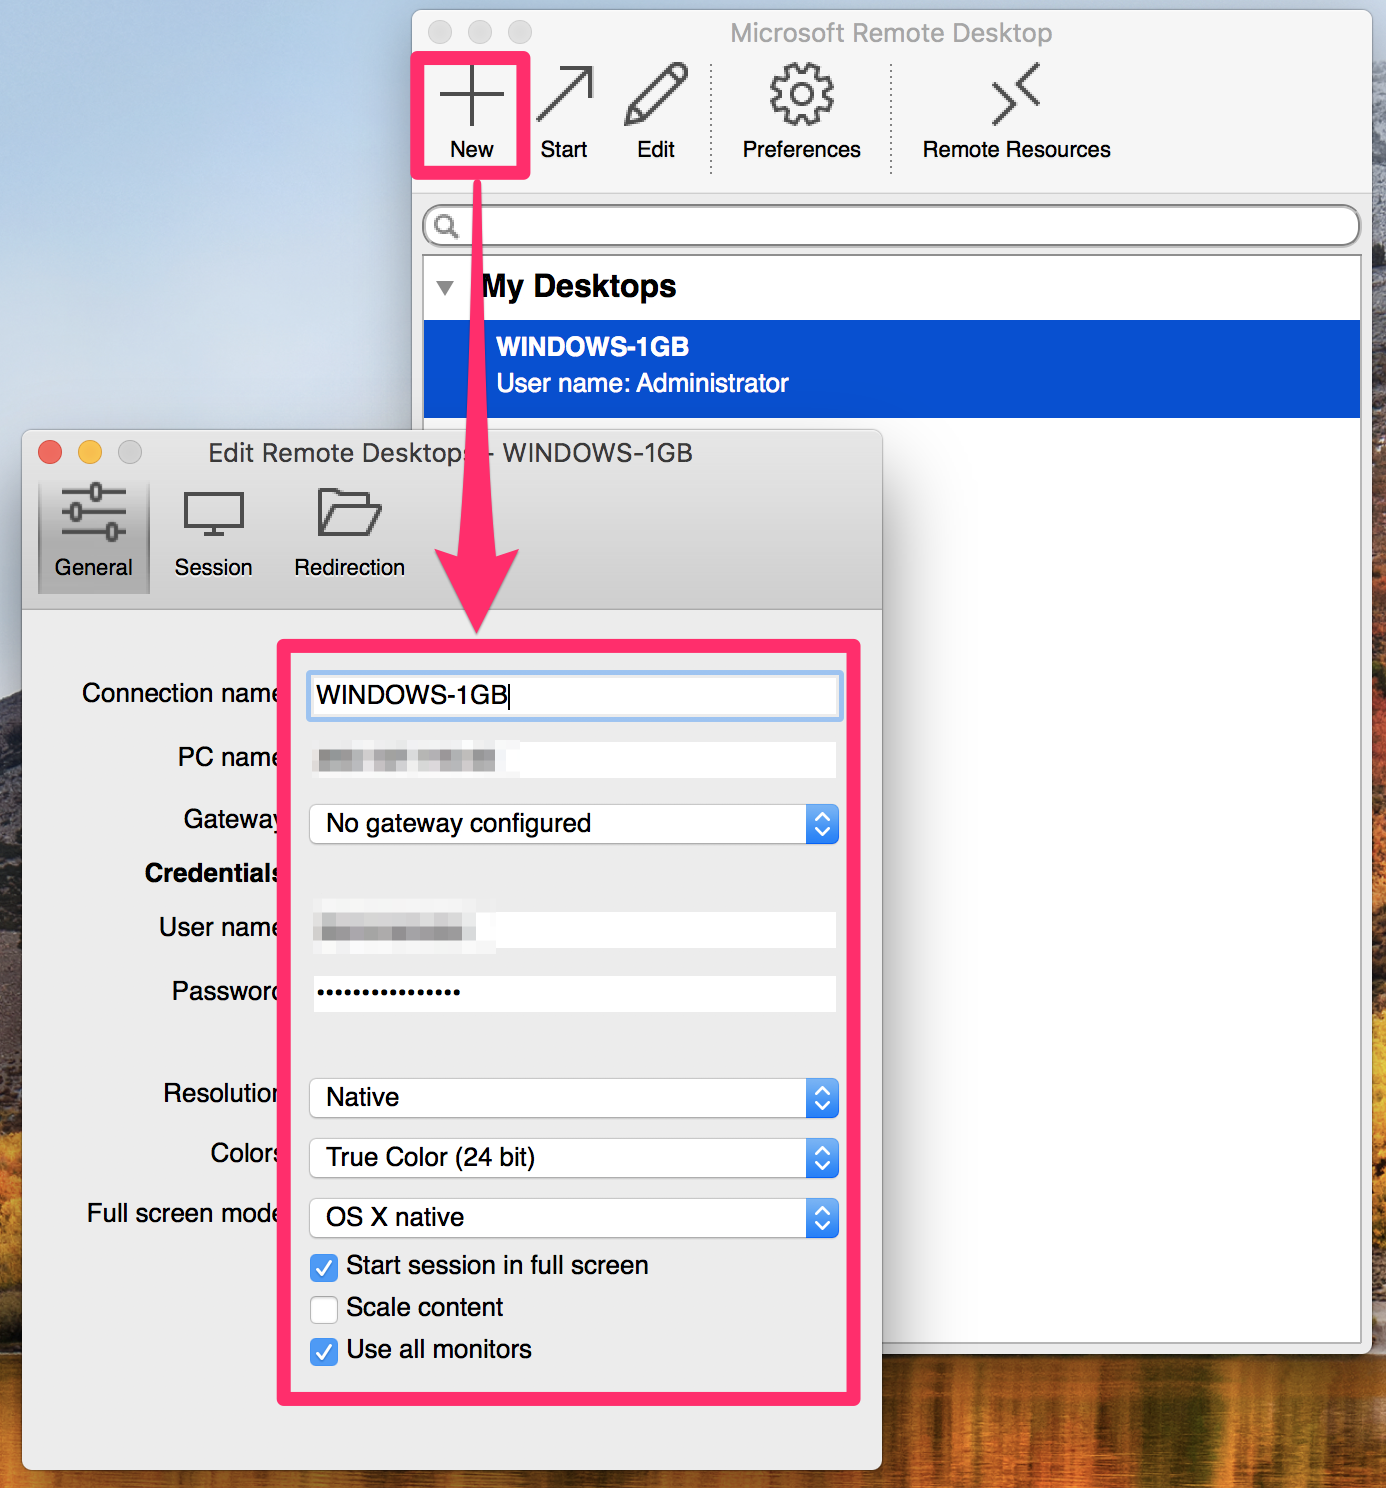 Microsoft Remote Desktop
New
Start
Edit
Preferences
Remote Resources
My Desktops
WINDOWS-1GB
User name: Administrator
Edit Remote Desktops - WINDOWS-1GB
General
Session
Redirection
Connection name
WINDOWS-1GB
PC name
Gateway
No gateway configured
Credentials
User name
Password
••••••••••••••••
Resolution
Native
Colors
True Color (24 bit)
Full screen mode
OS X native
Start session in full screen
Scale content
Use all monitors